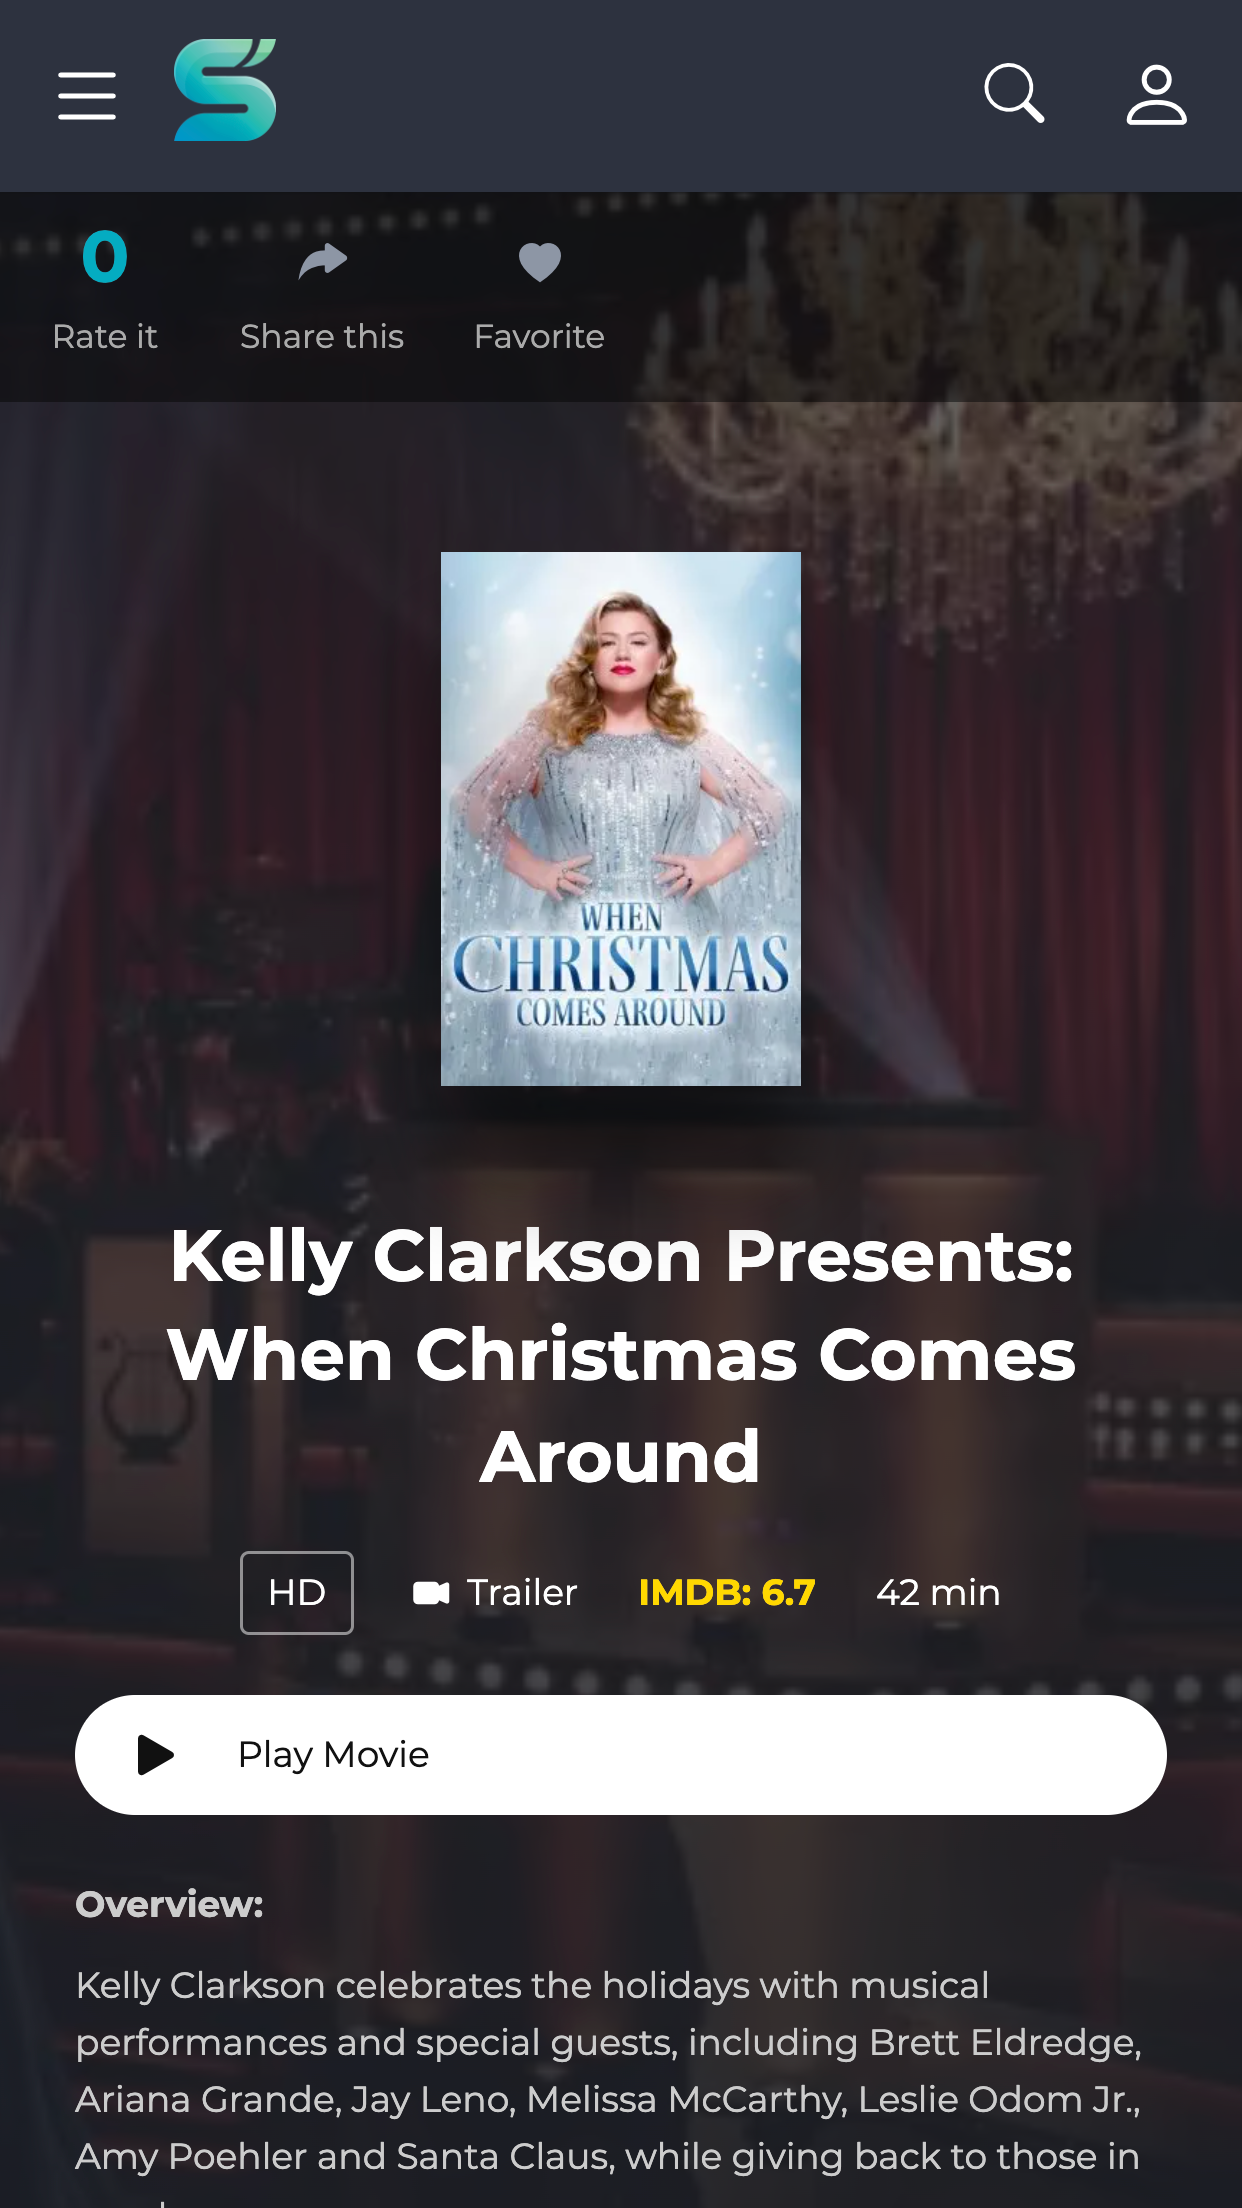 0
Rate it
Share this
Favorite
WHEN
CHRISTMAS
COMES AROUND
Kelly Clarkson Presents:
When Christmas Comes
Around
HD
Trailer
IMDB: 6.7
42 min
Play Movie
Overview:
Kelly Clarkson celebrates the holidays with musical
performances and special guests, including Brett Eldredge,
Ariana Grande, Jay Leno, Melissa McCarthy, Leslie Odom Jr.,
Amy Poehler and Santa Claus, while giving back to those in